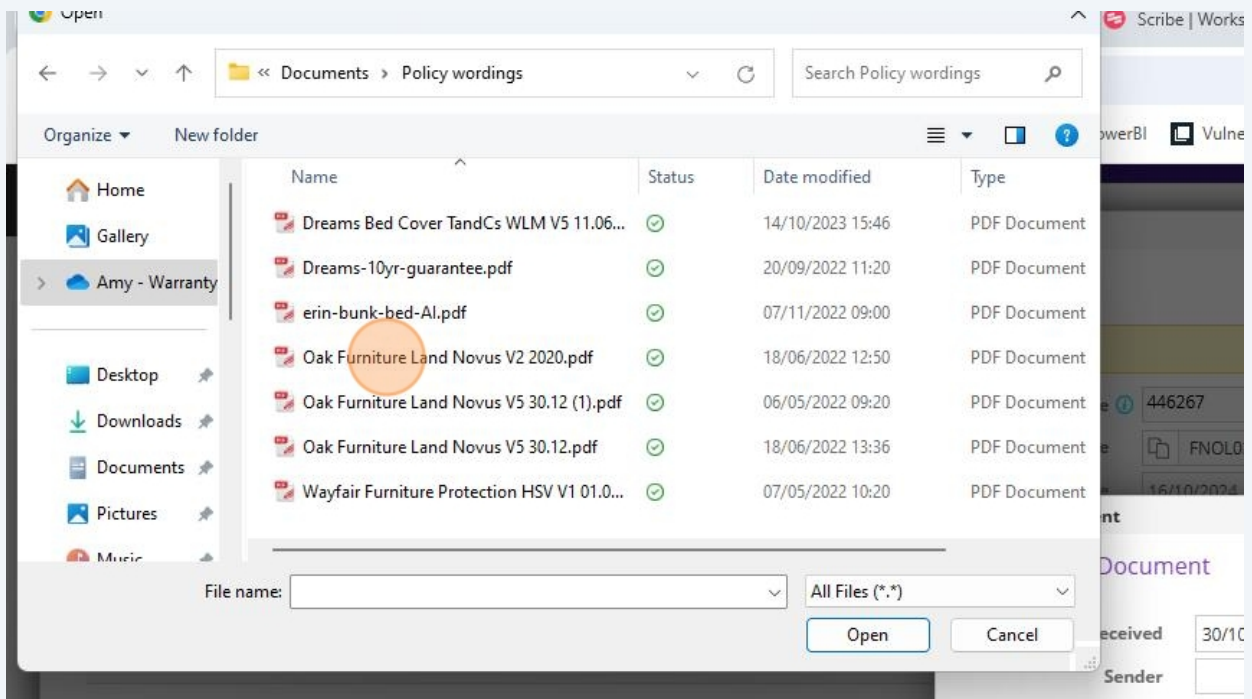 Open
Scribe | Works
« Documents > Policy wordings
Search Policy wordings
Organize
New folder
owerBI
Vulne
Name
Status
Date modified
Type
Home
Gallery
Amy - Warranty
Desktop
Downloads
Documents
Pictures
Music
Dreams Bed Cover TandCs WLM V5 11.06... 14/10/2023 15:46 PDF Document
Dreams-10yr-guarantee.pdf 20/09/2022 11:20 PDF Document
erin-bunk-bed-AI.pdf 07/11/2022 09:00 PDF Document
Oak Furniture Land Novus V2 2020.pdf 18/06/2022 12:50 PDF Document
Oak Furniture Land Novus V5 30.12 (1).pdf 06/05/2022 09:20 PDF Document
Oak Furniture Land Novus V5 30.12.pdf 18/06/2022 13:36 PDF Document
Wayfair Furniture Protection HSV V1 01.0... 07/05/2022 10:20 PDF Document
e 446267
e FNOL0
16/10/2024
ent
Document
File name:
All Files (*.*)
Open
Cancel
eceived 30/10
Sender